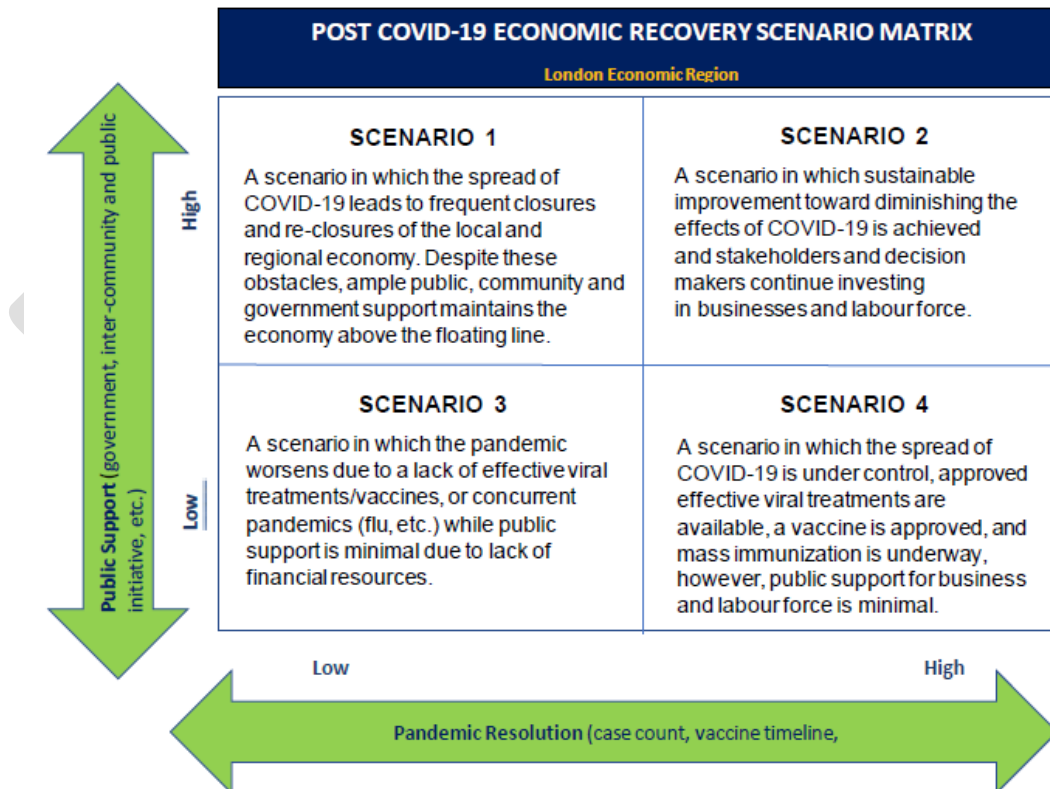 POST COVID-19 ECONOMIC RECOVERY SCENARIO MATRIX
London Economic Region
Public Support (government, inter-community and public
initiative, etc.)
High
Low
SCENARIO 1
A scenario in which the spread of
COVID-19 leads to frequent closures
and re-closures of the local and
regional economy. Despite these
obstacles, ample public, community and
government support maintains the
economy above the floating line.
SCENARIO 2
A scenario in which sustainable
improvement toward diminishing the
effects of COVID-19 is achieved
and stakeholders and decision
makers continue investing
in businesses and labour force.
SCENARIO 3
A scenario in which the pandemic
worsens due to a lack of effective viral
treatments/vaccines, or concurrent
pandemics (flu, etc.) while public
support is minimal due to lack of
financial resources.
SCENARIO 4
A scenario in which the spread of
COVID-19 is under control, approved
effective viral treatments are
available, a vaccine is approved, and
mass immunization is underway,
however, public support for business
and labour force is minimal.
Low
High
Pandemic Resolution (case count, vaccine timeline,